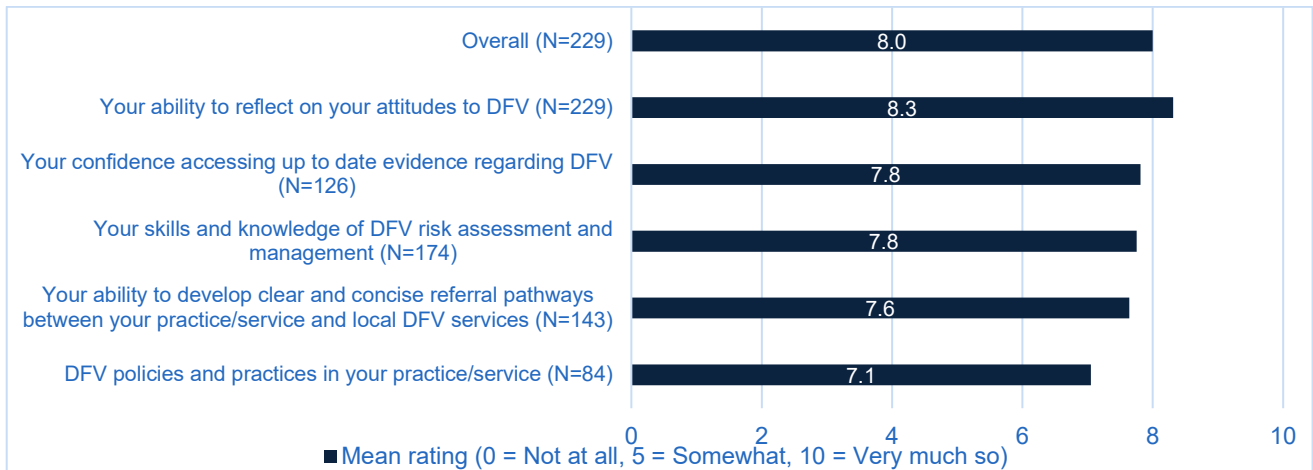 Overall (N=229)
8.0
Your ability to reflect on your attitudes to DFV (N=229)
8.3
Your confidence accessing up to date evidence regarding DFV
(N=126)
7.8
Your skills and knowledge of DFV risk assessment and
management (N=174)
7.8
Your ability to develop clear and concise referral pathways
between your practice/service and local DFV services (N=143)
7.6
DFV policies and practices in your practice/service (N=84)
7.1
0 2 4 6 8 10
Mean rating (0 = Not at all, 5 = Somewhat, 10 = Very much so)